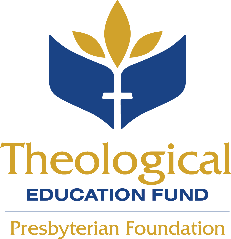 Theological
EDUCATION FUND
Presbyterian Foundation